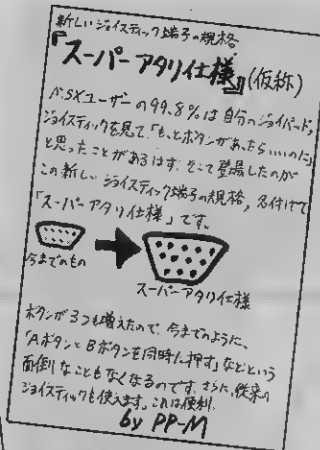 新しいジョイスティック端子の規格
『スーパーアタリ仕様』(仮称)
MSXユーザーの99.8%は自分のジョイパッド,
ジョイスティックを見て,「もっとボタンがあったら……いいのに」
と思ったことがあるはず。そこで登場したのが
この新しいジョイスティック端子の規格,名付けて
「スーパーアタリ仕様」です。
今までのもの
スーパーアタリ仕様
ボタンが3つも増えたので,今までのように,
「AボタンとBボタンを同時に押す」などという
面倒なこともなくなるのです。さらに,従来の
ジョイスティックも使えます。これは便利。
by PP-M